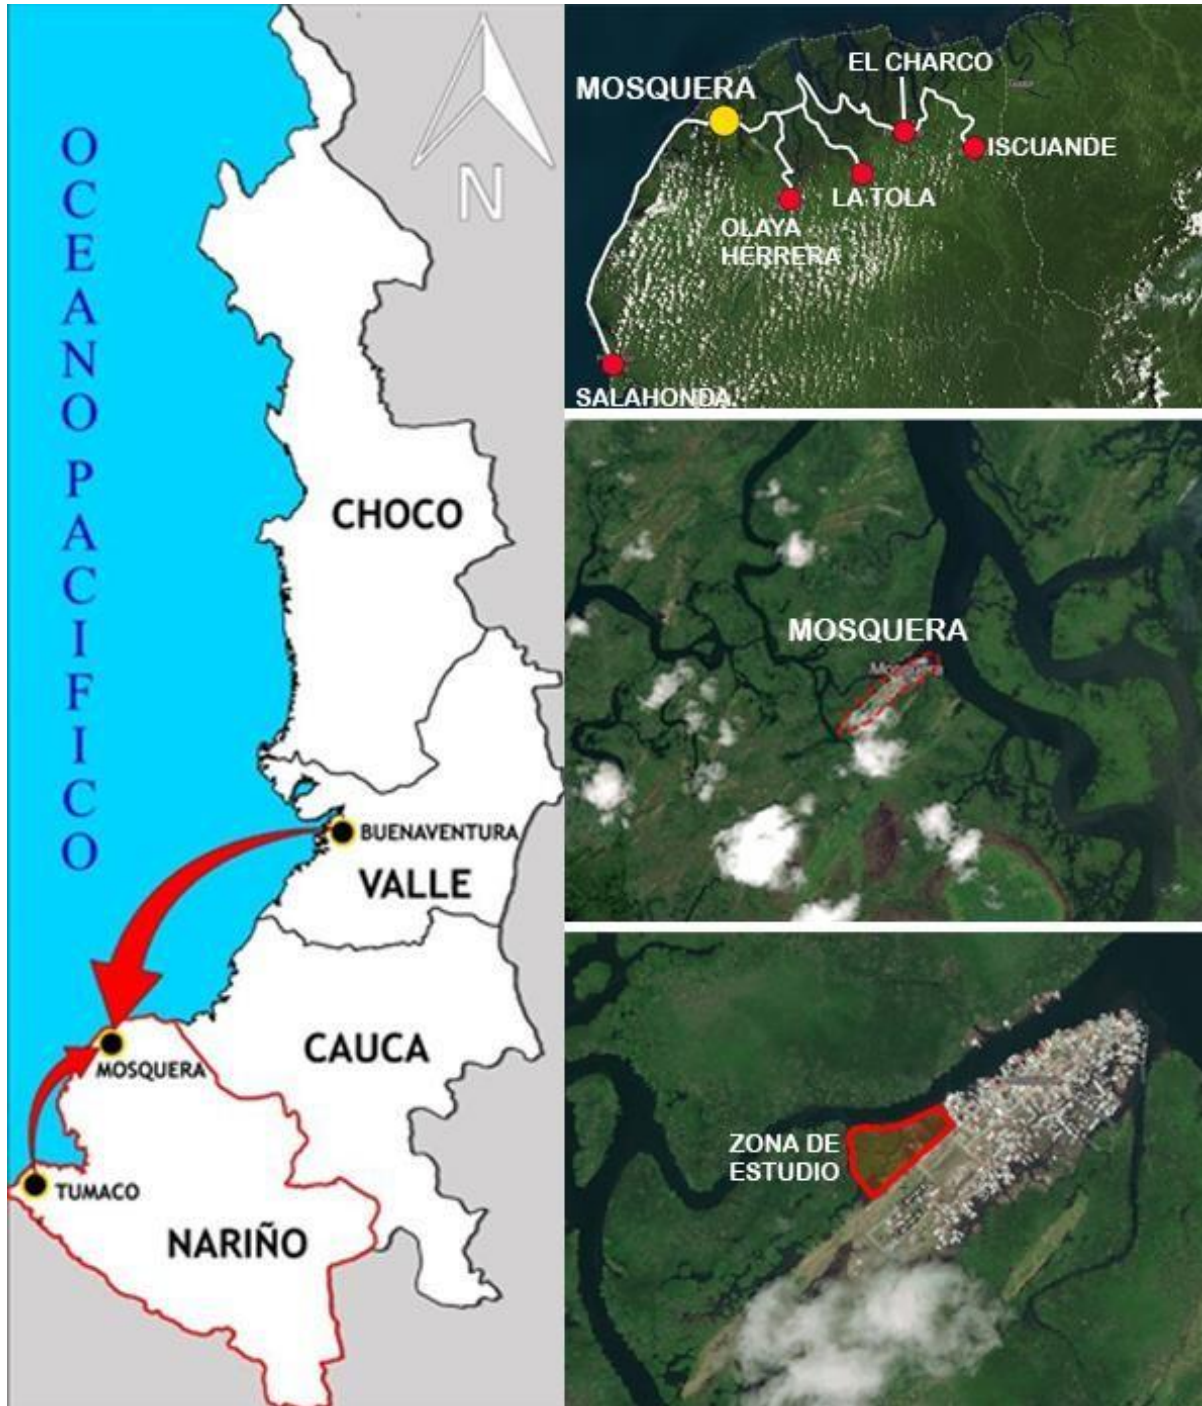 OCEANO PACIFICO
N
CHOCO
BUENAVENTURA
VALLE
CAUCA
MOSQUERA
TUMACO
NARIÑO
MOSQUERA
EL CHARCO
ISCUANDE
LA TOLA
OLAYA
HERRERA
SALAHONDA.
MOSQUERA
Mosquera
ZONA DE
ESTUDIO